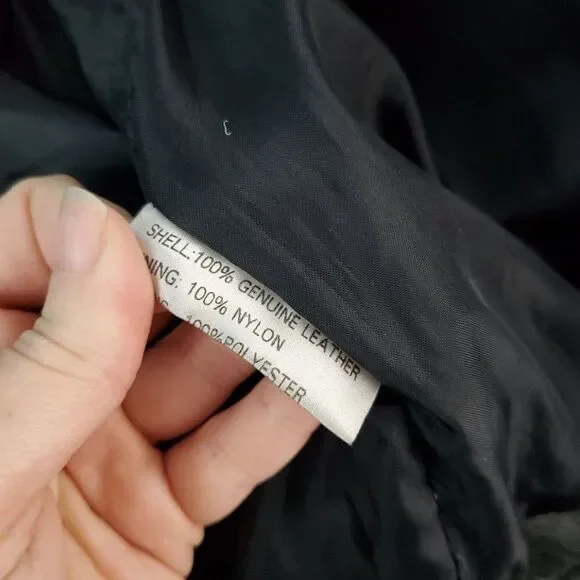 SHELL:100% GENUINE LEATHER
NING: 100% NYLON
100%POLYESTER